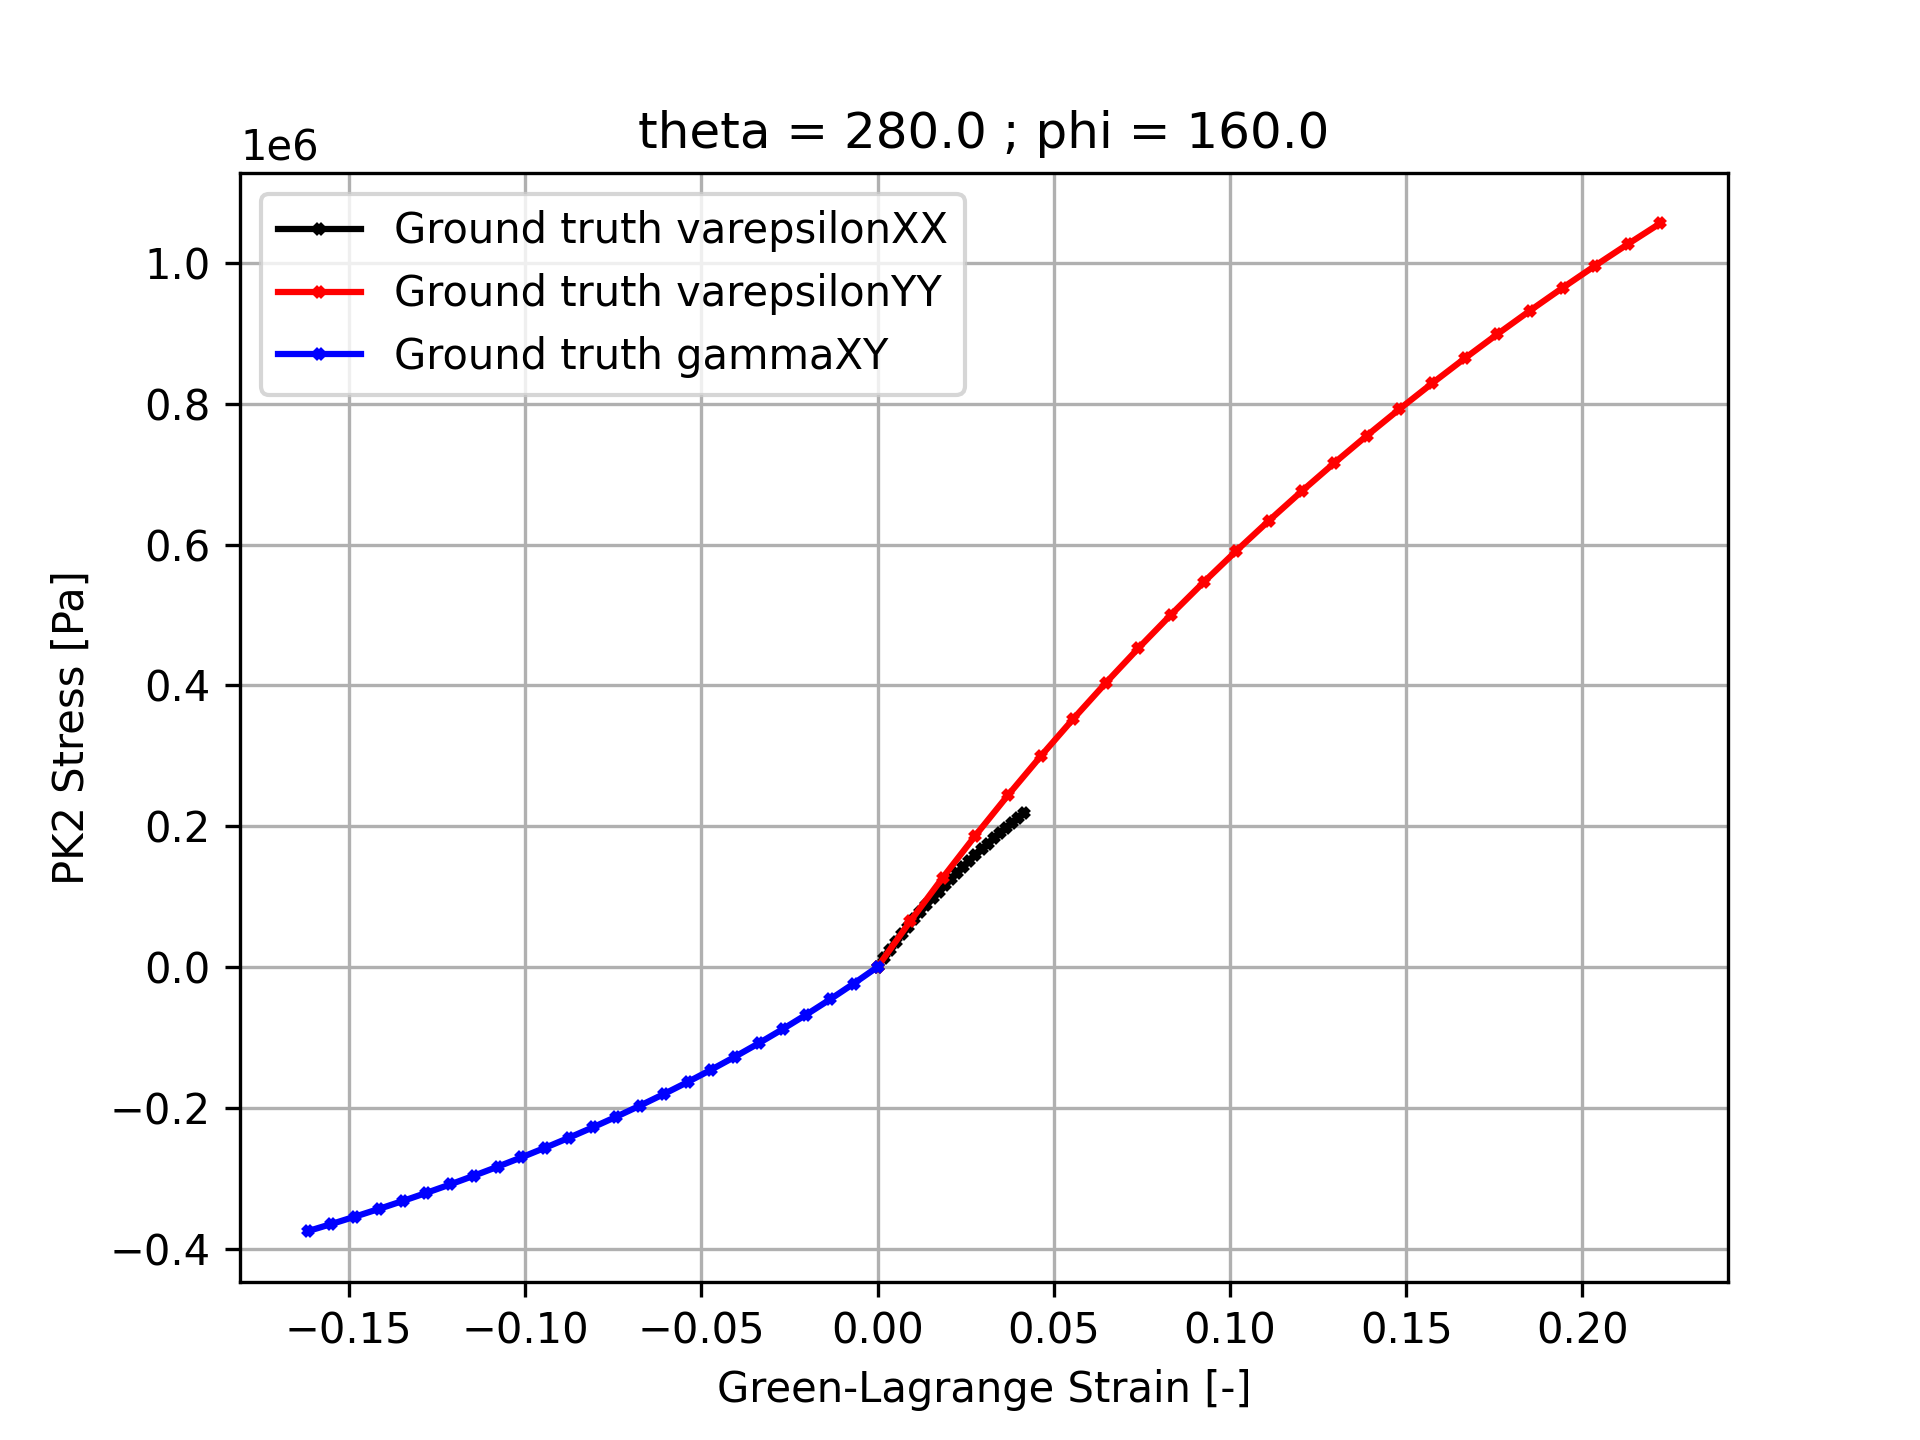 theta = 280.0 ; phi = 160.0
1e6
Ground truth varepsilonXX
Ground truth varepsilonYY
Ground truth gammaXY
1.0
0.8
0.6
0.4
0.2
0.0
−0.2
−0.4
PK2 Stress [Pa]
−0.15 −0.10 −0.05 0.00 0.05 0.10 0.15 0.20
Green-Lagrange Strain [-]